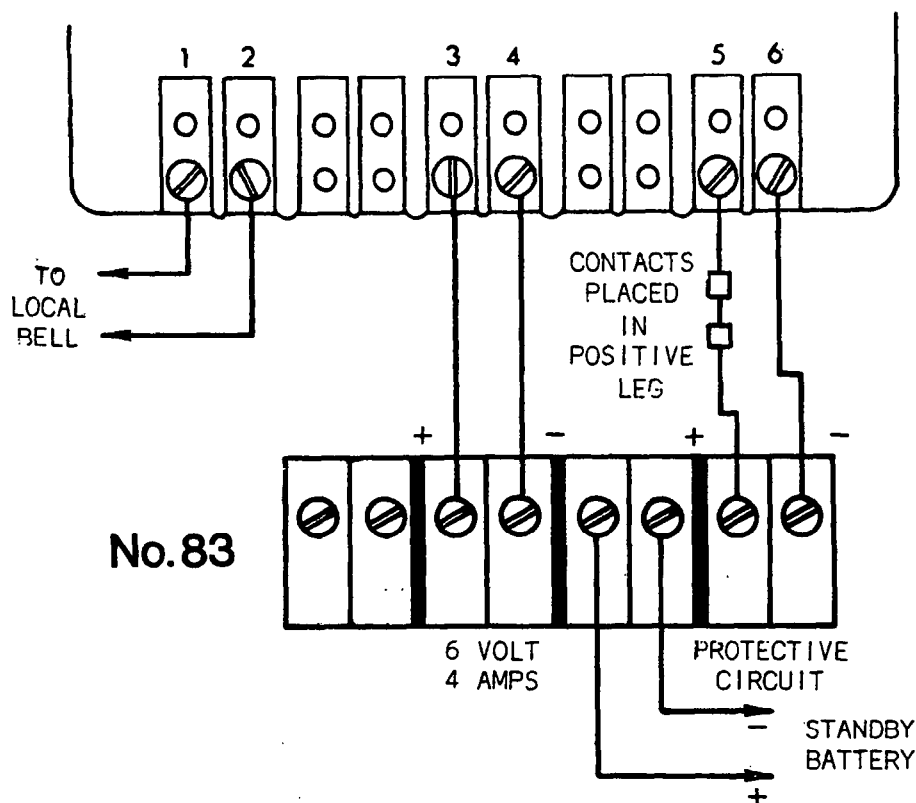 1 2 3 4 5 6
TO
LOCAL
BELL
CONTACTS
PLACED
IN
POSITIVE
LEG
+ − + −
No.83
6 VOLT
4 AMPS
PROTECTIVE
CIRCUIT
−
STANDBY
BATTERY
+